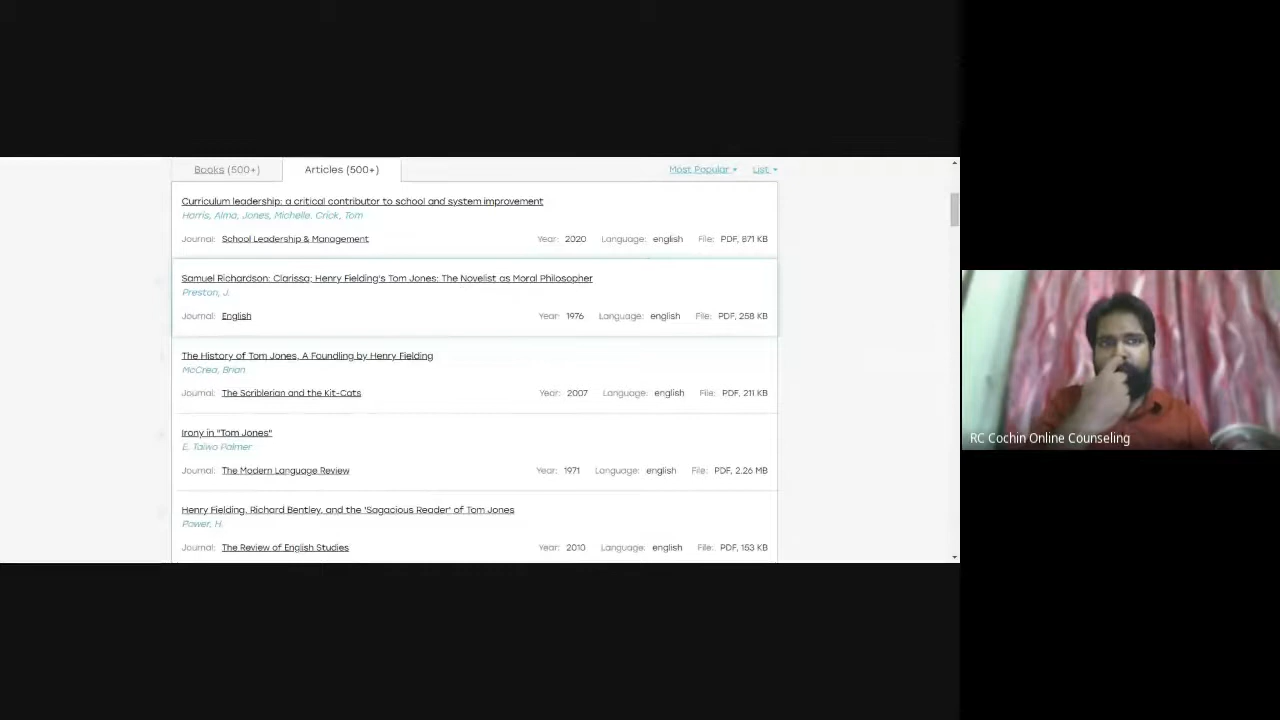 Books (500+) Articles (500+) Most Popular List
Curriculum leadership: a critical contributor to school and system improvement
Harris, Alma, Jones, Michelle, Crick, Tom
Journal: School Leadership & Management Year: 2020 Language: english File: PDF, 871 KB
Samuel Richardson: Clarissa; Henry Fielding's Tom Jones: The Novelist as Moral Philosopher
Preston, J.
Journal: English Year: 1976 Language: english File: PDF, 258 KB
The History of Tom Jones, A Foundling by Henry Fielding
McCrea, Brian
Journal: The Scriblerian and the Kit-Cats Year: 2007 Language: english File: PDF, 211 KB
Irony in "Tom Jones"
E. Taiwo Palmer
Journal: The Modern Language Review Year: 1971 Language: english File: PDF, 2.26 MB
Henry Fielding, Richard Bentley, and the 'Sagacious Reader' of Tom Jones
Power, H.
Journal: The Review of English Studies Year: 2010 Language: english File: PDF, 153 KB
RC Cochin Online Counseling